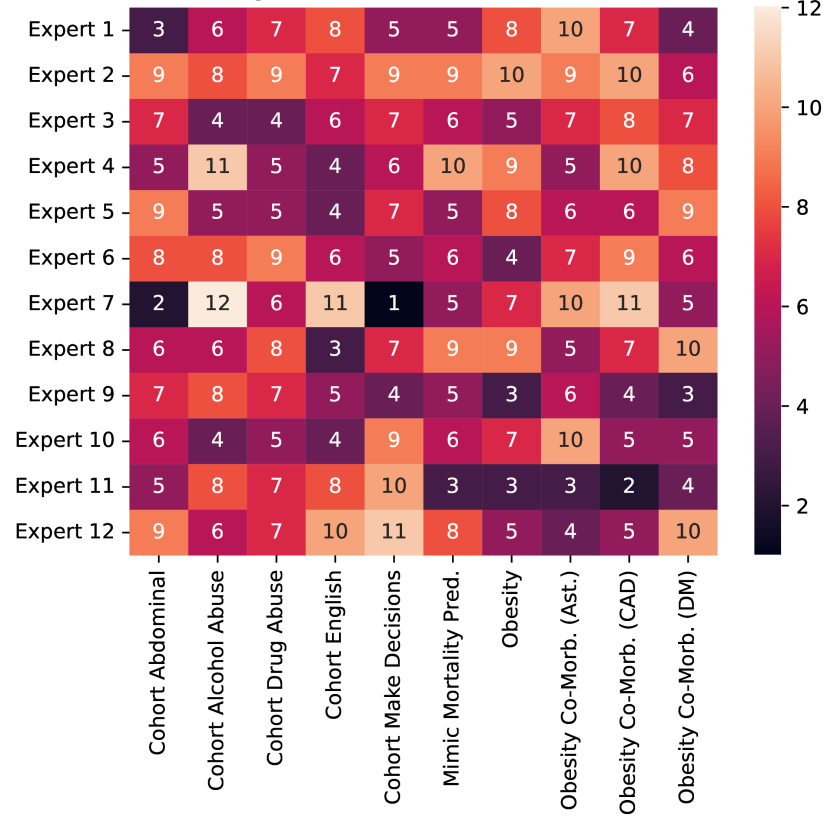 Expert 1 3 6 7 8 5 5 8 10 7 4
Expert 2 9 8 9 7 9 9 10 9 10 6
Expert 3 7 4 4 6 7 6 5 7 8 7
Expert 4 5 11 5 4 6 10 9 5 10 8
Expert 5 9 5 5 4 7 5 8 6 6 9
Expert 6 8 8 9 6 5 6 4 7 9 6
Expert 7 2 12 6 11 1 5 7 10 11 5
Expert 8 6 6 8 3 7 9 9 5 7 10
Expert 9 7 8 7 5 4 5 3 6 4 3
Expert 10 6 4 5 4 9 6 7 10 5 5
Expert 11 5 8 7 8 10 3 3 3 2 4
Expert 12 9 6 7 10 11 8 5 4 5 10
Cohort Abdominal
Cohort Alcohol Abuse
Cohort Drug Abuse
Cohort English
Cohort Make Decisions
Mimic Mortality Pred.
Obesity
Obesity Co-Morb. (Ast.)
Obesity Co-Morb. (CAD)
Obesity Co-Morb. (DM)
12
10
8
6
4
2